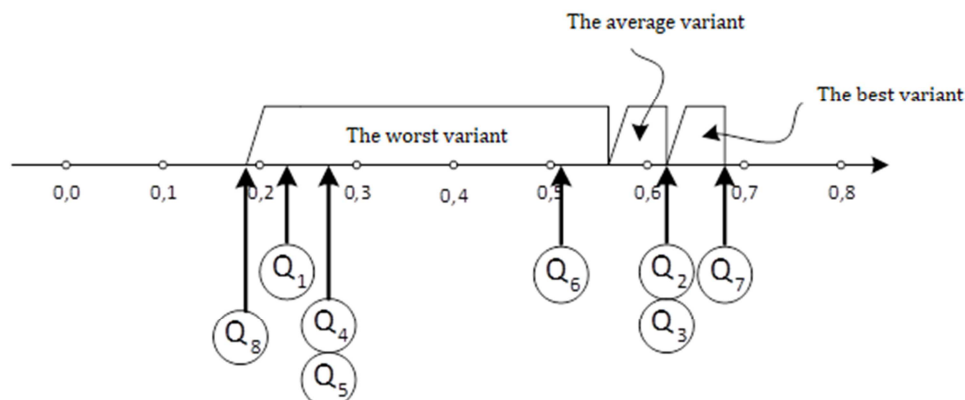 The average variant
The best variant
The worst variant
0,0 0,1 0,2 0,3 0,4 0,5 0,6 0,7 0,8
Q1 Q6 Q2 Q7
Q8 Q4 Q3
Q5